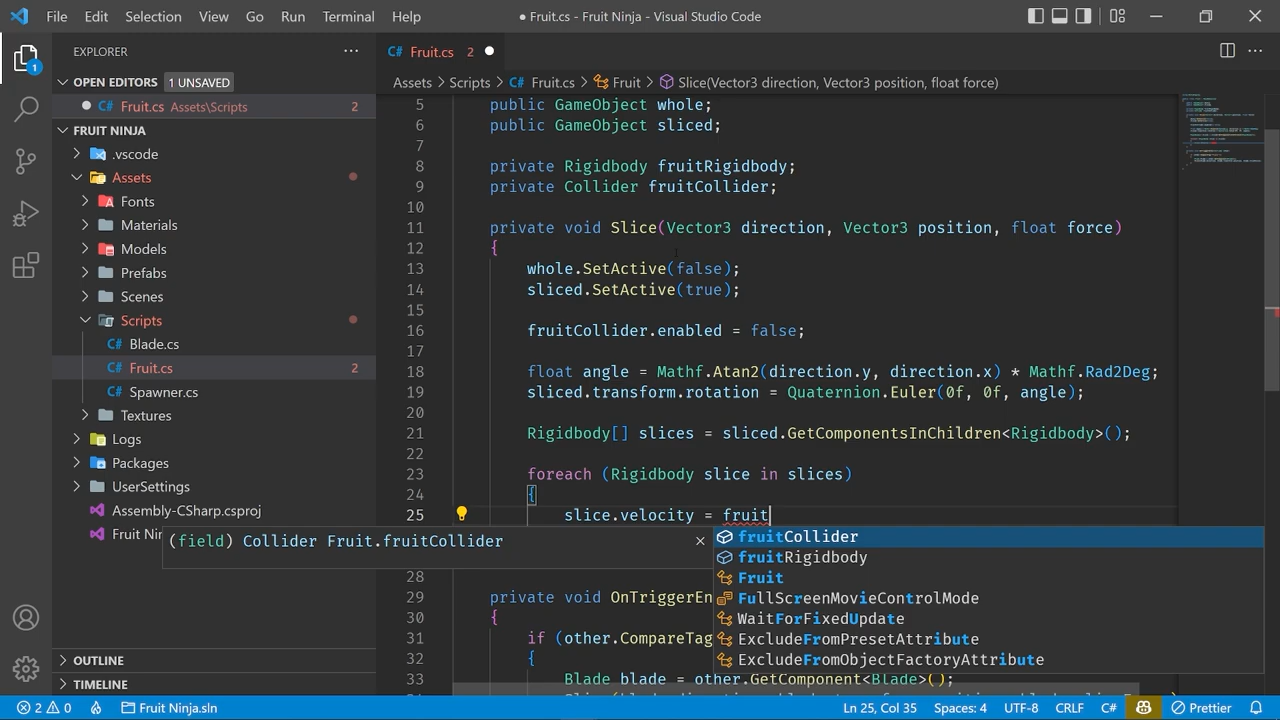 File Edit Selection View Go Run Terminal Help
● Fruit.cs - Fruit Ninja - Visual Studio Code
EXPLORER
OPEN EDITORS 1 UNSAVED
Fruit.cs Assets\Scripts 2
FRUIT NINJA
.vscode
Assets
Fonts
Materials
Models
Prefabs
Scenes
Scripts
Blade.cs
Fruit.cs 2
Spawner.cs
Textures
Logs
Packages
UserSettings
Assembly-CSharp.csproj
Fruit Nin
OUTLINE
TIMELINE
1
C# Fruit.cs 2
Assets > Scripts > C# Fruit.cs > Fruit > Slice(Vector3 direction, Vector3 position, float force)
5 public GameObject whole;
6 public GameObject sliced;
7
8 private Rigidbody fruitRigidbody;
9 private Collider fruitCollider;
10
11 private void Slice(Vector3 direction, Vector3 position, float force)
12 {
13 whole.SetActive(false);
14 sliced.SetActive(true);
15
16 fruitCollider.enabled = false;
17
18 float angle = Mathf.Atan2(direction.y, direction.x) * Mathf.Rad2Deg;
19 sliced.transform.rotation = Quaternion.Euler(0f, 0f, angle);
20
21 Rigidbody[] slices = sliced.GetComponentsInChildren<Rigidbody>();
22
23 foreach (Rigidbody slice in slices)
24 {
25 slice.velocity = fruit
(field) Collider Fruit.fruitCollider
fruitCollider
fruitRigidbody
Fruit
FullScreenMovieControlMode
WaitForFixedUpdate
ExcludeFromPresetAttribute
ExcludeFromObjectFactoryAttribute
28
29 private void OnTriggerEn
30 {
31 if (other.CompareTag
32 {
33 Blade blade = other.GetComponent<Blade>();
2 0 Fruit Ninja.sln Ln 25, Col 35 Spaces: 4 UTF-8 CRLF C# Prettier